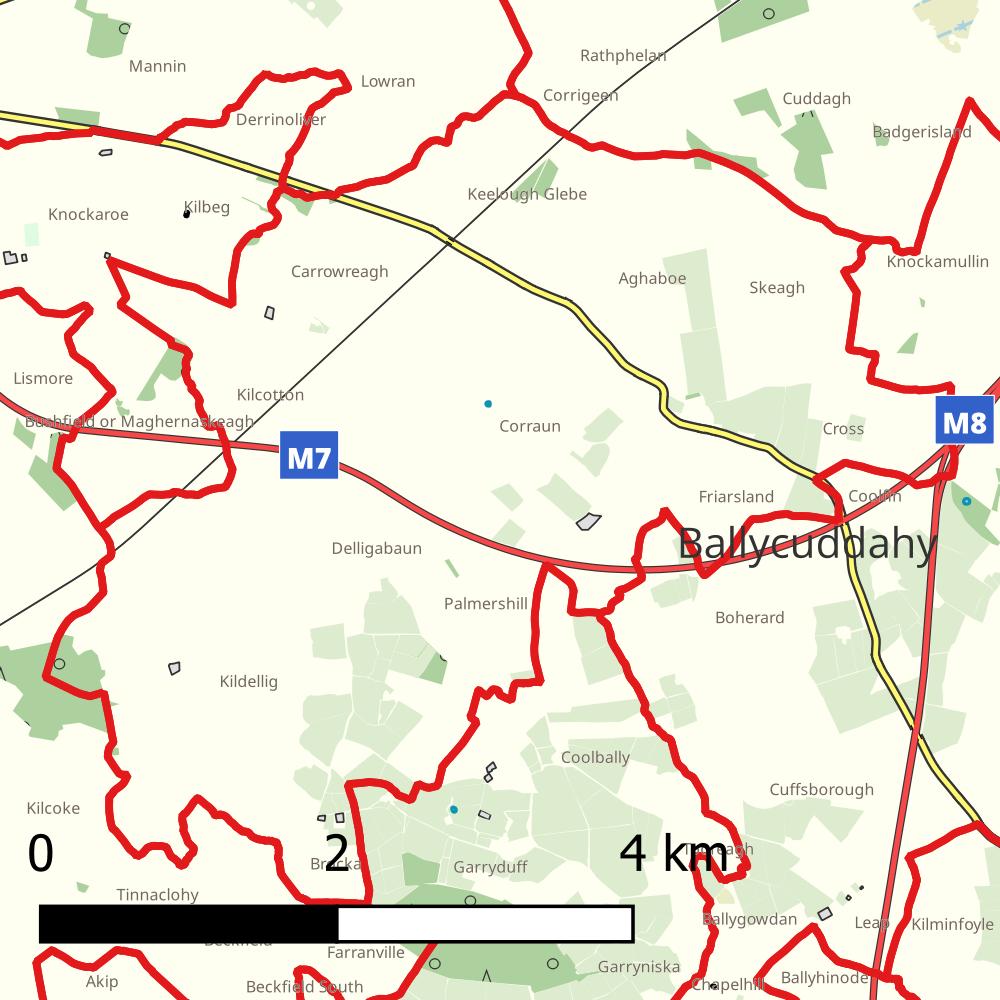 Rathphelan
Mannin
Lowran
Corrigeen
Cuddagh
Derrinoliver
Badgerisland
Keelough Glebe
Kilbeg
Knockaroe
Knockamullin
Carrowreagh
Aghaboe
Skeagh
Lismore
Kilcotton
Bushfield or Maghernaskeagh
M8
Corraun
Cross
M7
Friarsland
Coolfin
Delligabaun
Ballycuddahy
Palmershill
Boherard
Kildellig
Coolbally
Cuffsborough
Kilcoke
0 2 4 km
Garryduff
Tinnaclohy
Ballygowdan
Leap
Kilminfoyle
Farranville
Garryniska
Akip
Beckfield South
Ballyhinode
Chapelhill